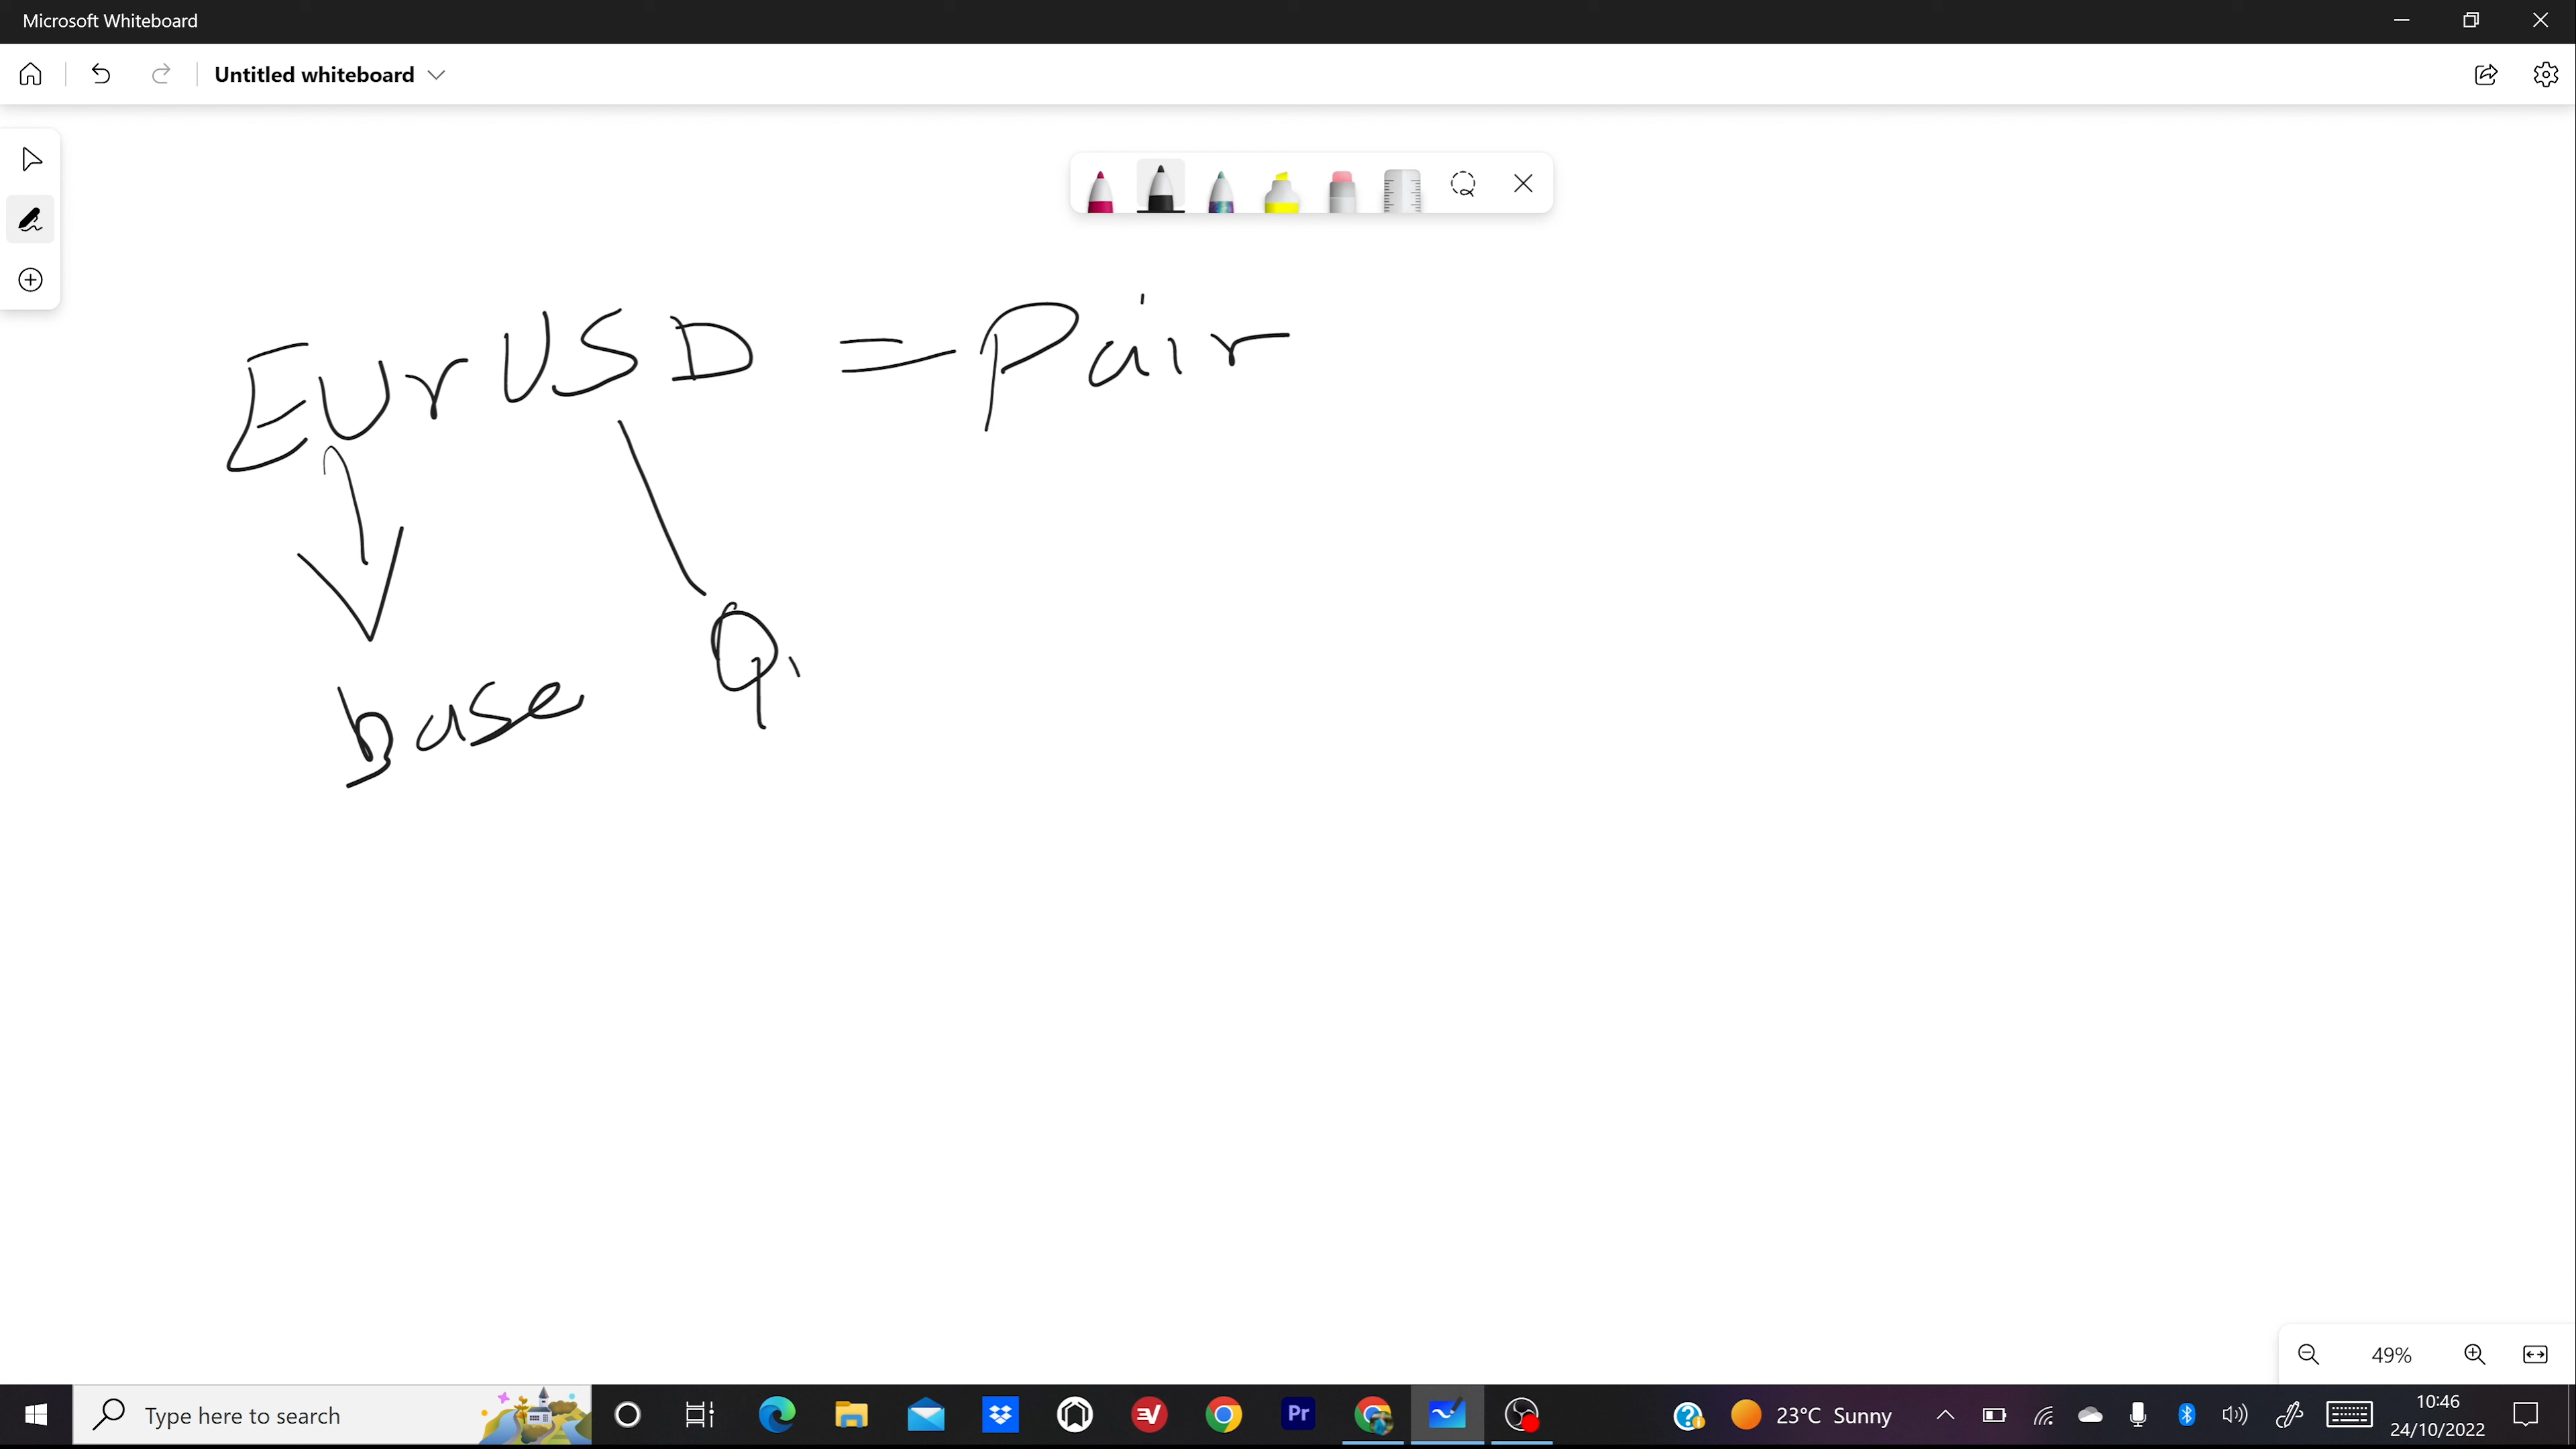 Microsoft Whiteboard
Untitled whiteboard
EUrUSD = Pair
base
Q
49%
Type here to search
Pr
23°C Sunny
10:46
24/10/2022